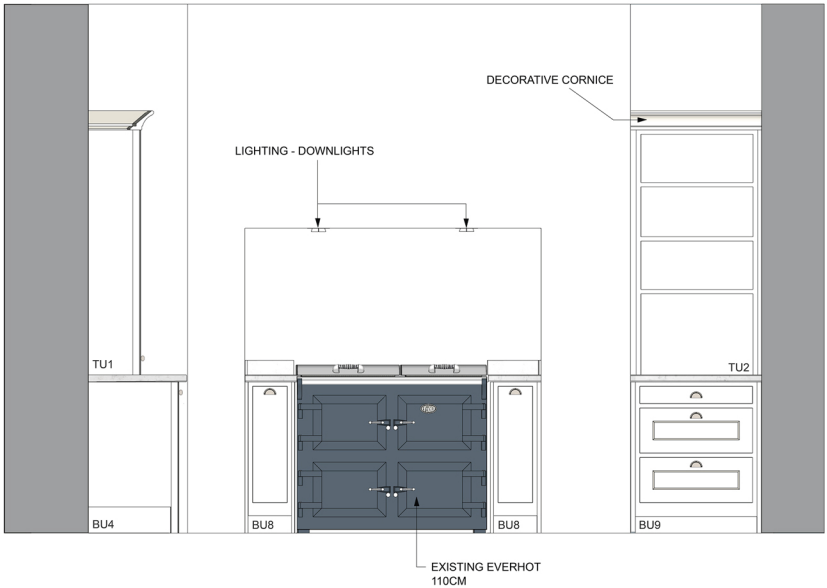 DECORATIVE CORNICE
LIGHTING - DOWNLIGHTS
TU1
TU2
BU4
BU8
BU8
BU9
EXISTING EVERHOT
110CM